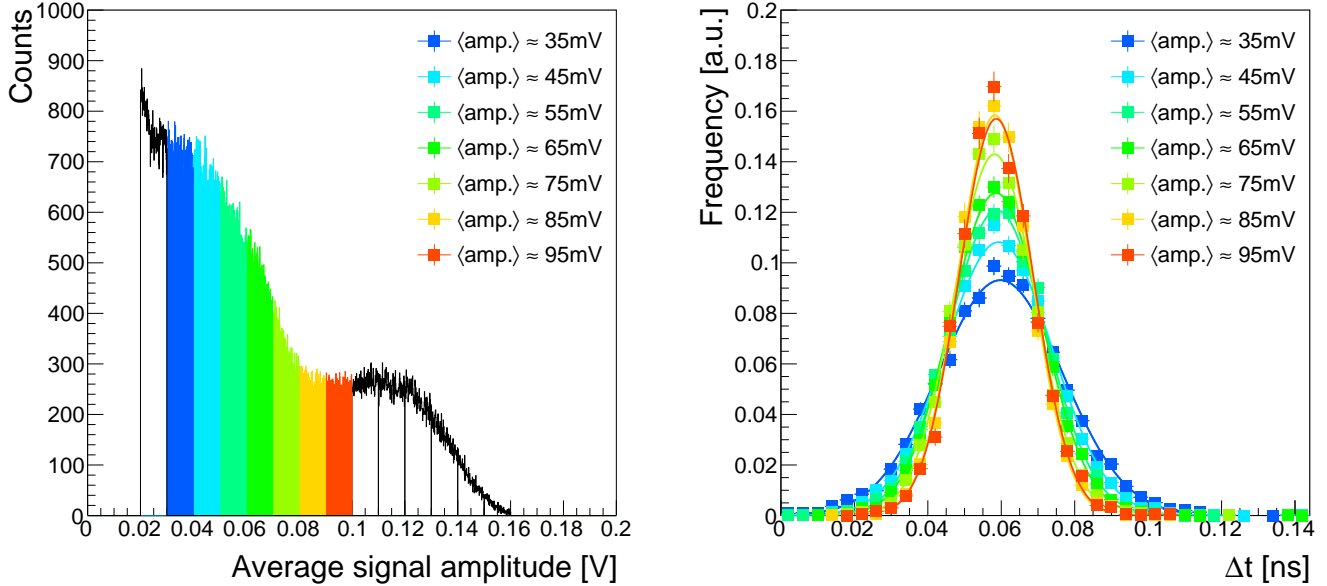 Counts
1000
900
800
700
600
500
400
300
200
100
0
0 0.02 0.04 0.06 0.08 0.1 0.12 0.14 0.16 0.18 0.2
Average signal amplitude [V]
⟨amp.⟩ ≈ 35mV
⟨amp.⟩ ≈ 45mV
⟨amp.⟩ ≈ 55mV
⟨amp.⟩ ≈ 65mV
⟨amp.⟩ ≈ 75mV
⟨amp.⟩ ≈ 85mV
⟨amp.⟩ ≈ 95mV
Frequency [a.u.]
0.2
0.18
0.16
0.14
0.12
0.1
0.08
0.06
0.04
0.02
0
0 0.02 0.04 0.06 0.08 0.1 0.12 0.14
Δt [ns]
⟨amp.⟩ ≈ 35mV
⟨amp.⟩ ≈ 45mV
⟨amp.⟩ ≈ 55mV
⟨amp.⟩ ≈ 65mV
⟨amp.⟩ ≈ 75mV
⟨amp.⟩ ≈ 85mV
⟨amp.⟩ ≈ 95mV